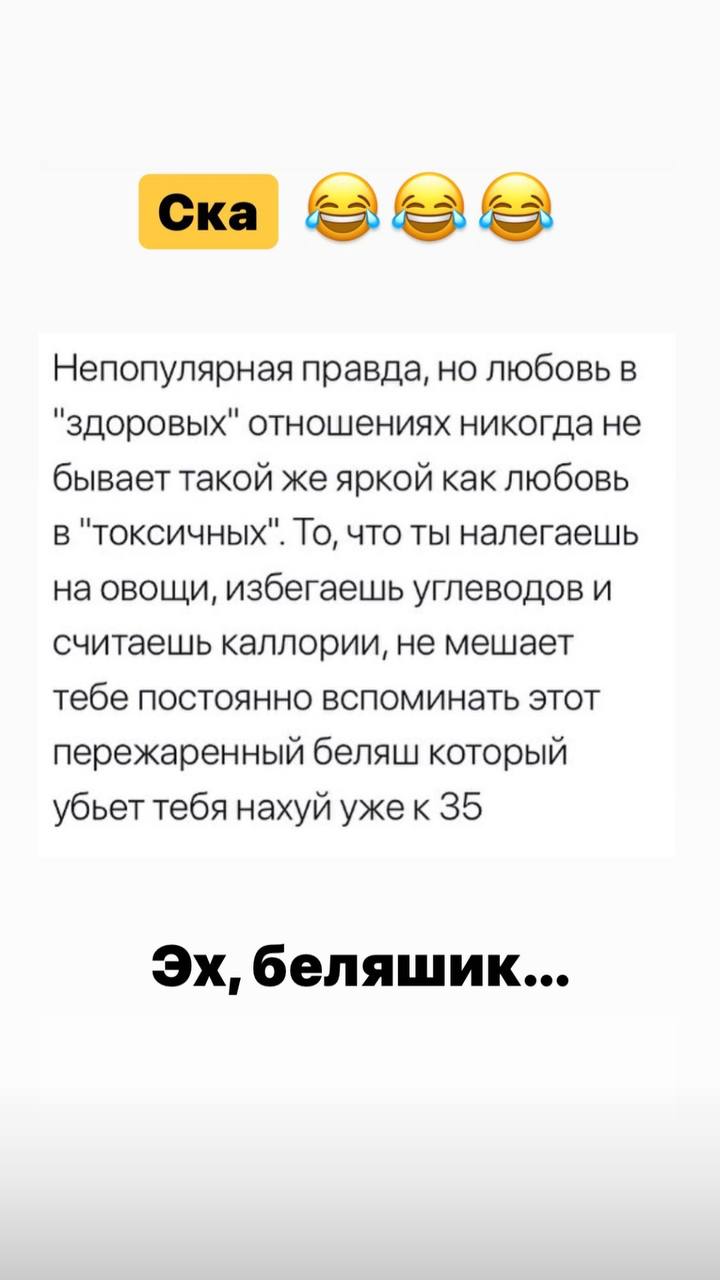 Ска 😂😂😂
Непопулярная правда, но любовь в
"здоровых" отношениях никогда не
бывает такой же яркой как любовь
в "токсичных". То, что ты налегаешь
на овощи, избегаешь углеводов и
считаешь каллории, не мешает
тебе постоянно вспоминать этот
пережаренный беляш который
убьет тебя нахуй уже к 35
Эх, беляшик...